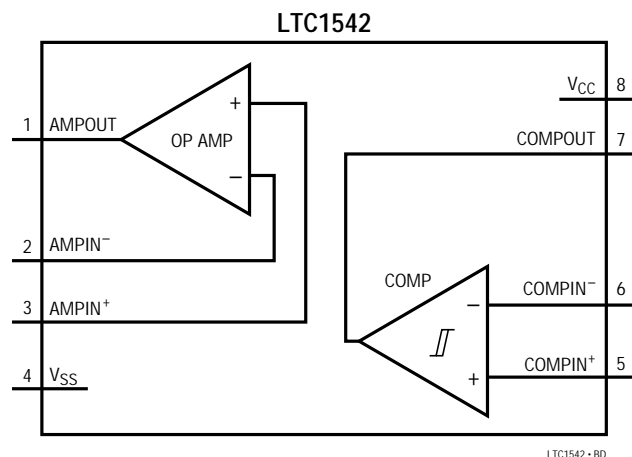 LTC1542
1 AMPOUT
+
OP AMP
−
2 AMPIN⁻
3 AMPIN⁺
4 VSS
VCC 8
COMPOUT 7
COMP
−
COMPIN⁻ 6
+
COMPIN⁺ 5
LTC1542 • BD